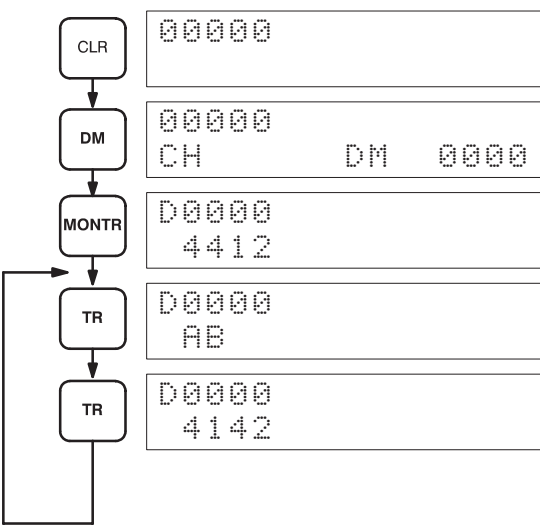 CLR
00000
DM
00000
CH DM 0000
MONTR
D0000
4412
TR
D0000
AB
TR
D0000
4142